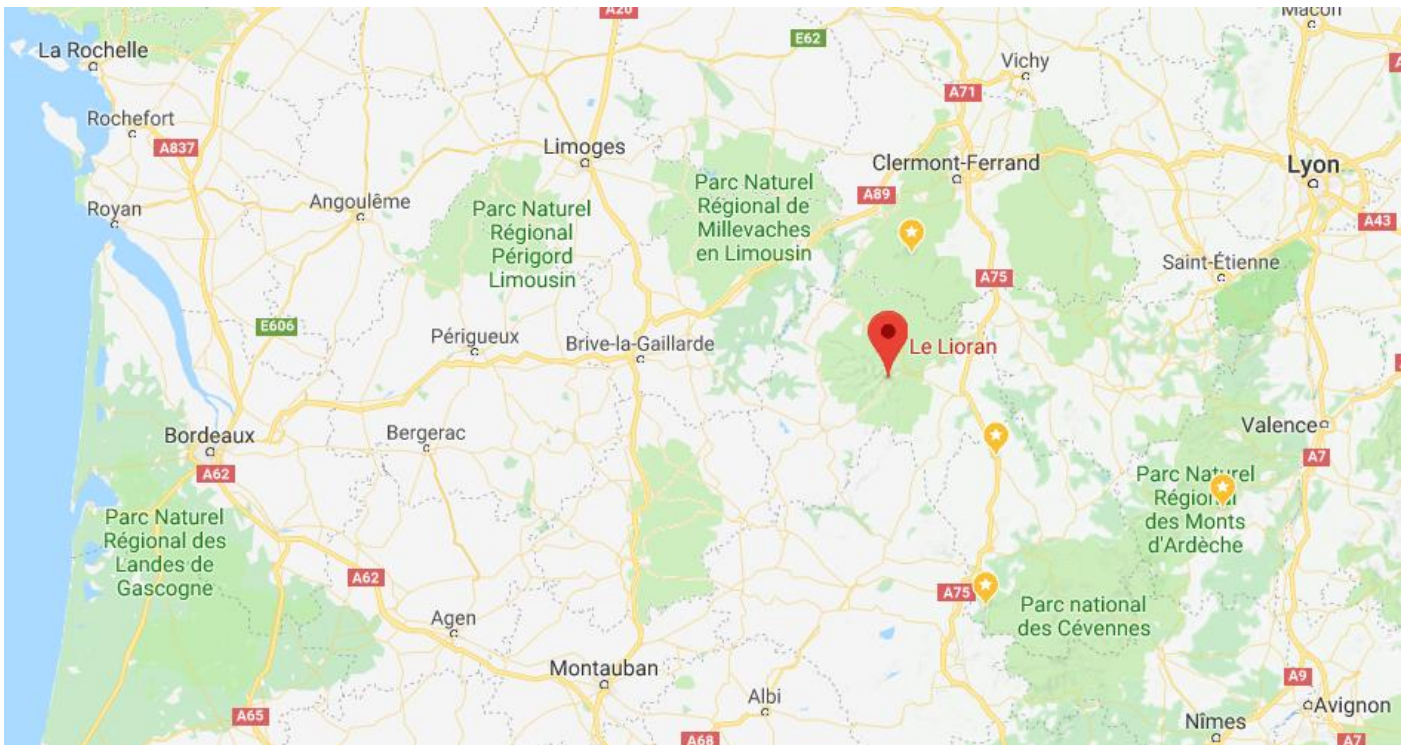 A20
Mâcon
E62
La Rochelle
Vichy
A71
Rochefort
A837
Limoges
Clermont-Ferrand
Lyon
Parc Naturel
Régional de
Millevaches
en Limousin
A89
Angoulême
Royan
Parc Naturel
Régional
Périgord
Limousin
A43
Saint-Étienne
A75
E606
Périgueux
Brive-la-Gaillarde
Le Lioran
Valence
Bordeaux
Bergerac
A62
A7
Parc Naturel
Régional
des Monts
d'Ardèche
Parc Naturel
Régional des
Landes de
Gascogne
A62
A75
Parc national
des Cévennes
Agen
Montauban
Albi
A9
Avignon
A65
Nîmes
A68
A7